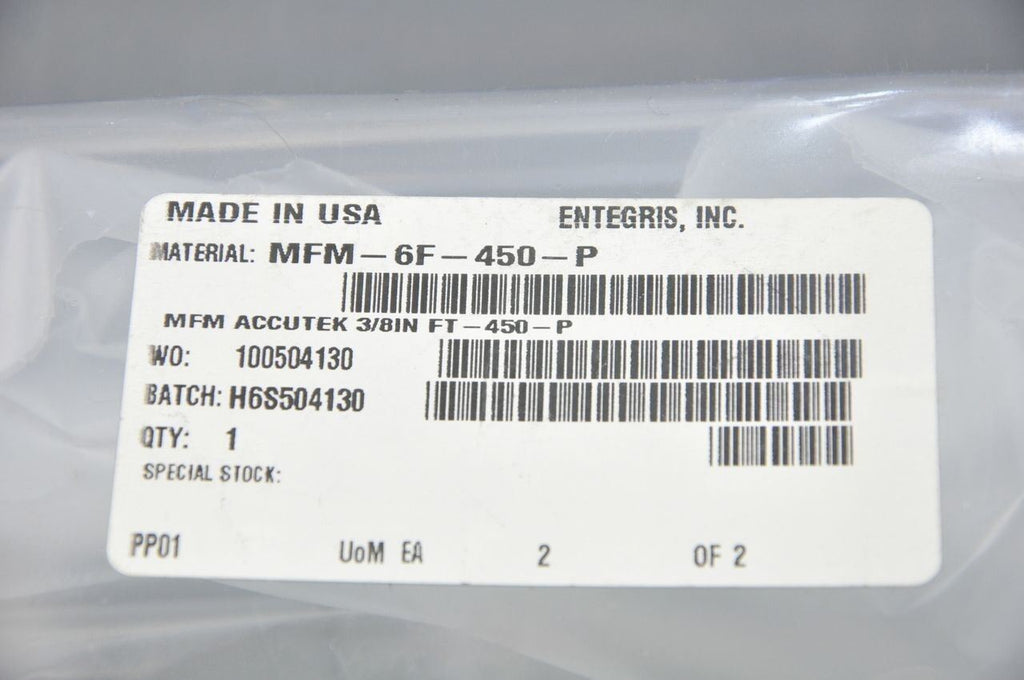 MADE IN USA ENTEGRIS, INC.
MATERIAL: MFM-6F-450-P
MFM ACCUTEK 3/8IN FT-450-P
WO: 100504130
BATCH: H6S504130
QTY: 1
SPECIAL STOCK:
PP01 UoM EA 2 OF 2